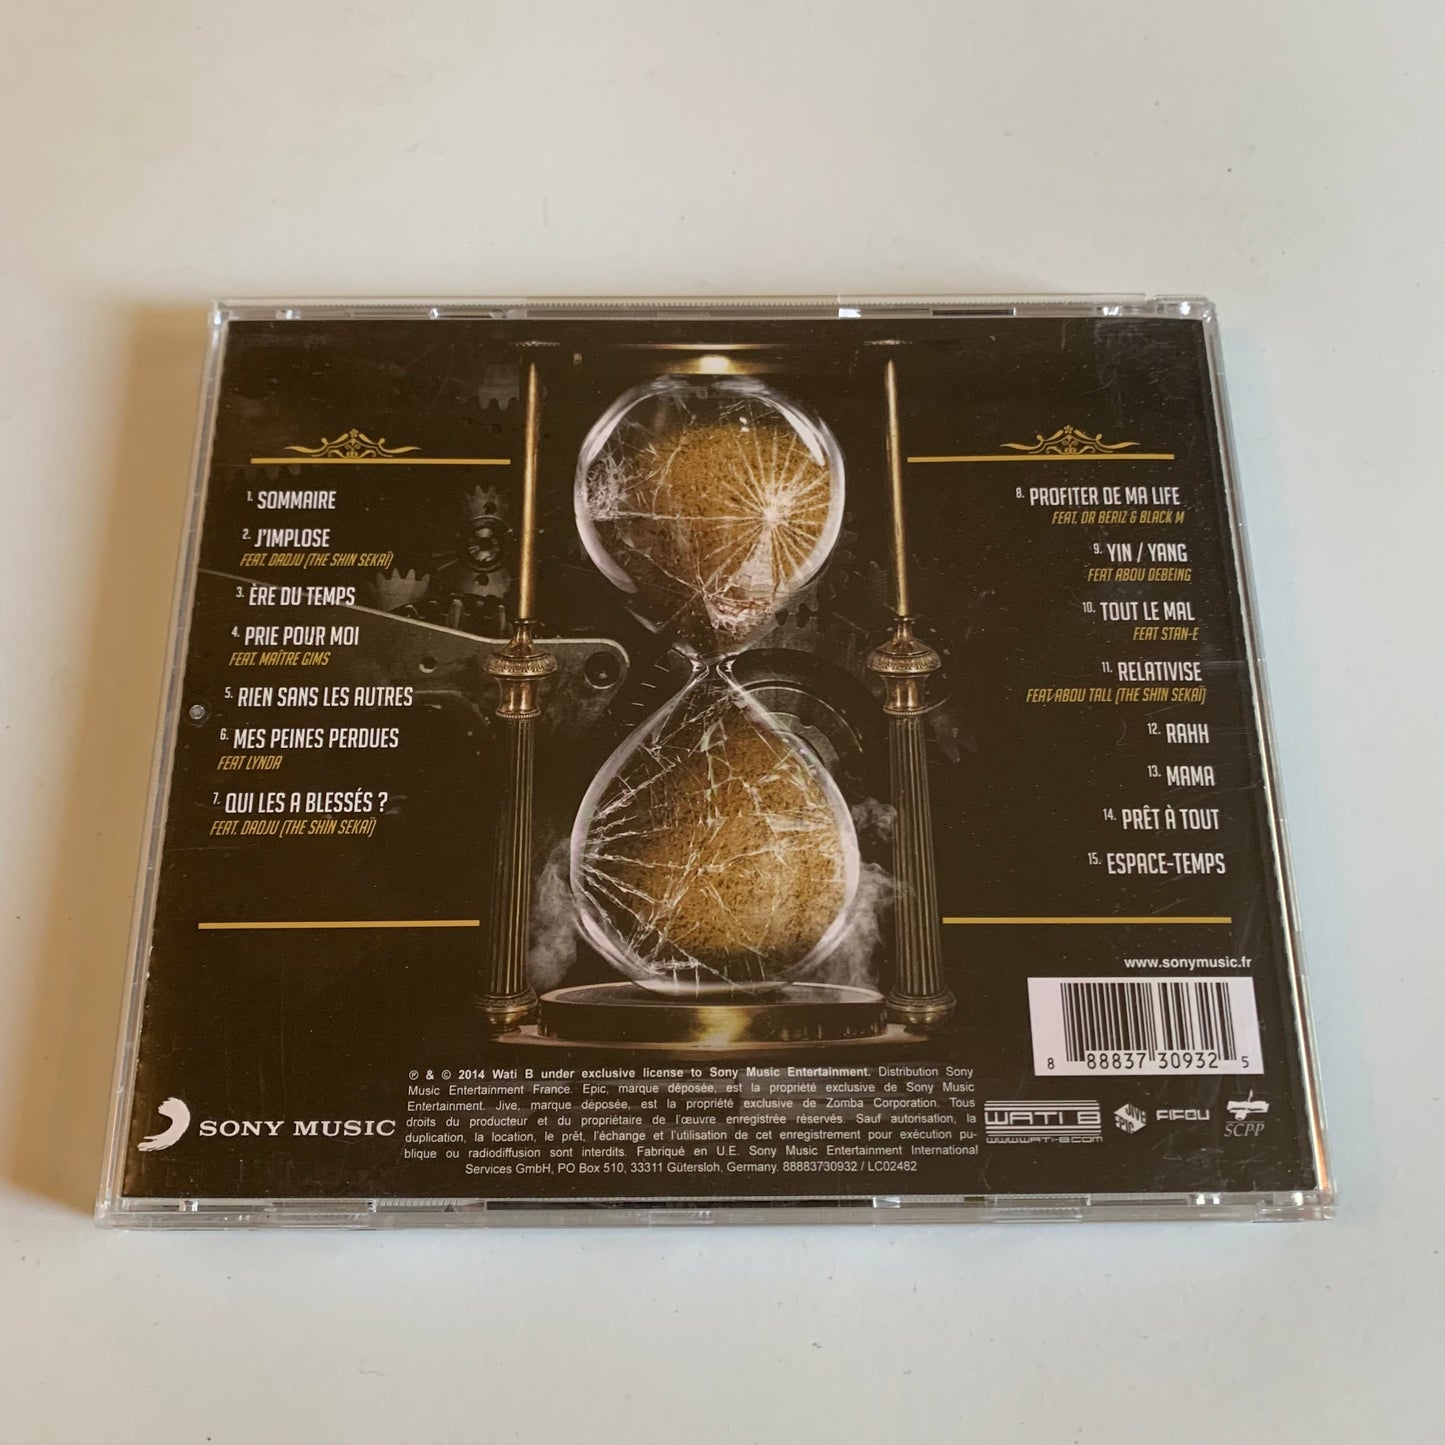 1. SOMMAIRE
2. J'IMPLOSE
FEAT. DADJU (THE SHIN SEKAÏ)
3. ÈRE DU TEMPS
4. PRIE POUR MOI
FEAT. MAÎTRE GIMS
5. RIEN SANS LES AUTRES
6. MES PEINES PERDUES
FEAT LYNDA
7. QUI LES A BLESSÉS ?
FEAT. DADJU (THE SHIN SEKAÏ)
8. PROFITER DE MA LIFE
FEAT. DR BERIZ & BLACK M
9. YIN / YANG
FEAT ABOU DEBEING
10. TOUT LE MAL
FEAT STAN-E
11. RELATIVISE
FEAT ABOU TALL (THE SHIN SEKAÏ)
12. RAHH
13. MAMA
14. PRÊT À TOUT
15. ESPACE-TEMPS
www.sonymusic.fr
8 88837 30932 5
SONY MUSIC
℗ & © 2014 Wati B under exclusive license to Sony Music Entertainment. Distribution Sony
Music Entertainment France. Epic, marque déposée, est la propriété exclusive de Sony Music
Entertainment. Jive, marque déposée, est la propriété exclusive de Zomba Corporation. Tous
droits du producteur et du propriétaire de l'œuvre enregistrée réservés. Sauf autorisation, la
duplication, la location, le prêt, l'échange et l'utilisation de cet enregistrement pour exécution pu-
blique ou radiodiffusion sont interdits. Fabriqué en U.E. Sony Music Entertainment International
Services GmbH, PO Box 510, 33311 Gütersloh, Germany. 88883730932 / LC02482
WATI B
WWW.WATI-B.COM
JIVE
EPIC
FIFOU
SCPP